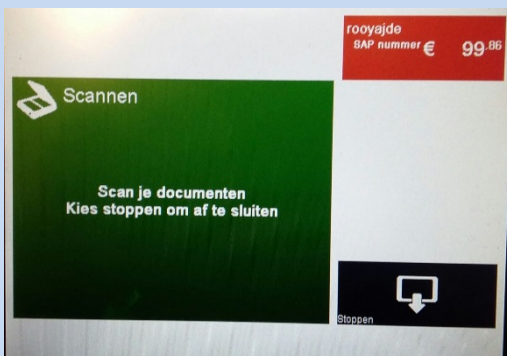 rooyajde
SAP nummer € 99.86
Scannen
Scan je documenten
Kies stoppen om af te sluiten
Stoppen